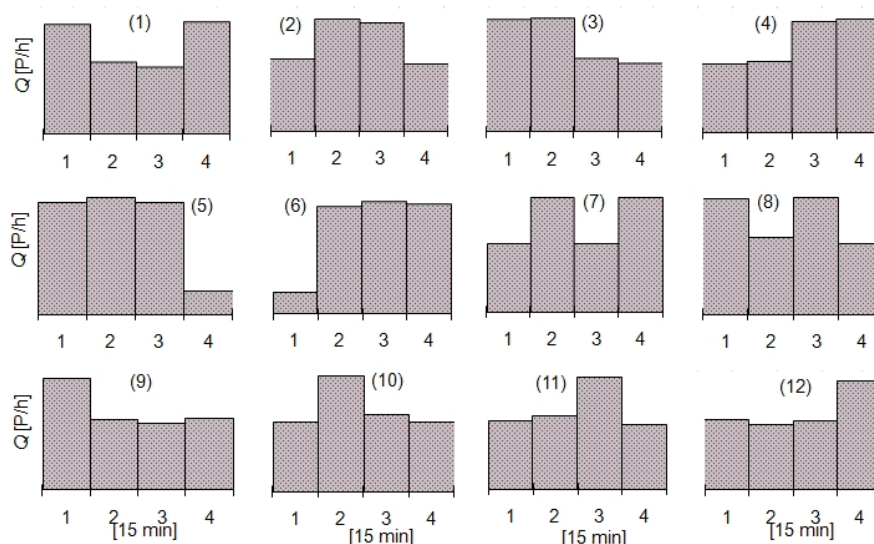 (1) (2) (3) (4)
Q [P/h]
1 2 3 4 1 2 3 4 1 2 3 4 1 2 3 4
(5) (6) (7) (8)
Q [P/h]
1 2 3 4 1 2 3 4 1 2 3 4 1 2 3 4
(9) (10) (11) (12)
Q [P/h]
1 2 3 4 1 2 3 4 1 2 3 4 1 2 3 4
[15 min] [15 min] [15 min] [15 min]